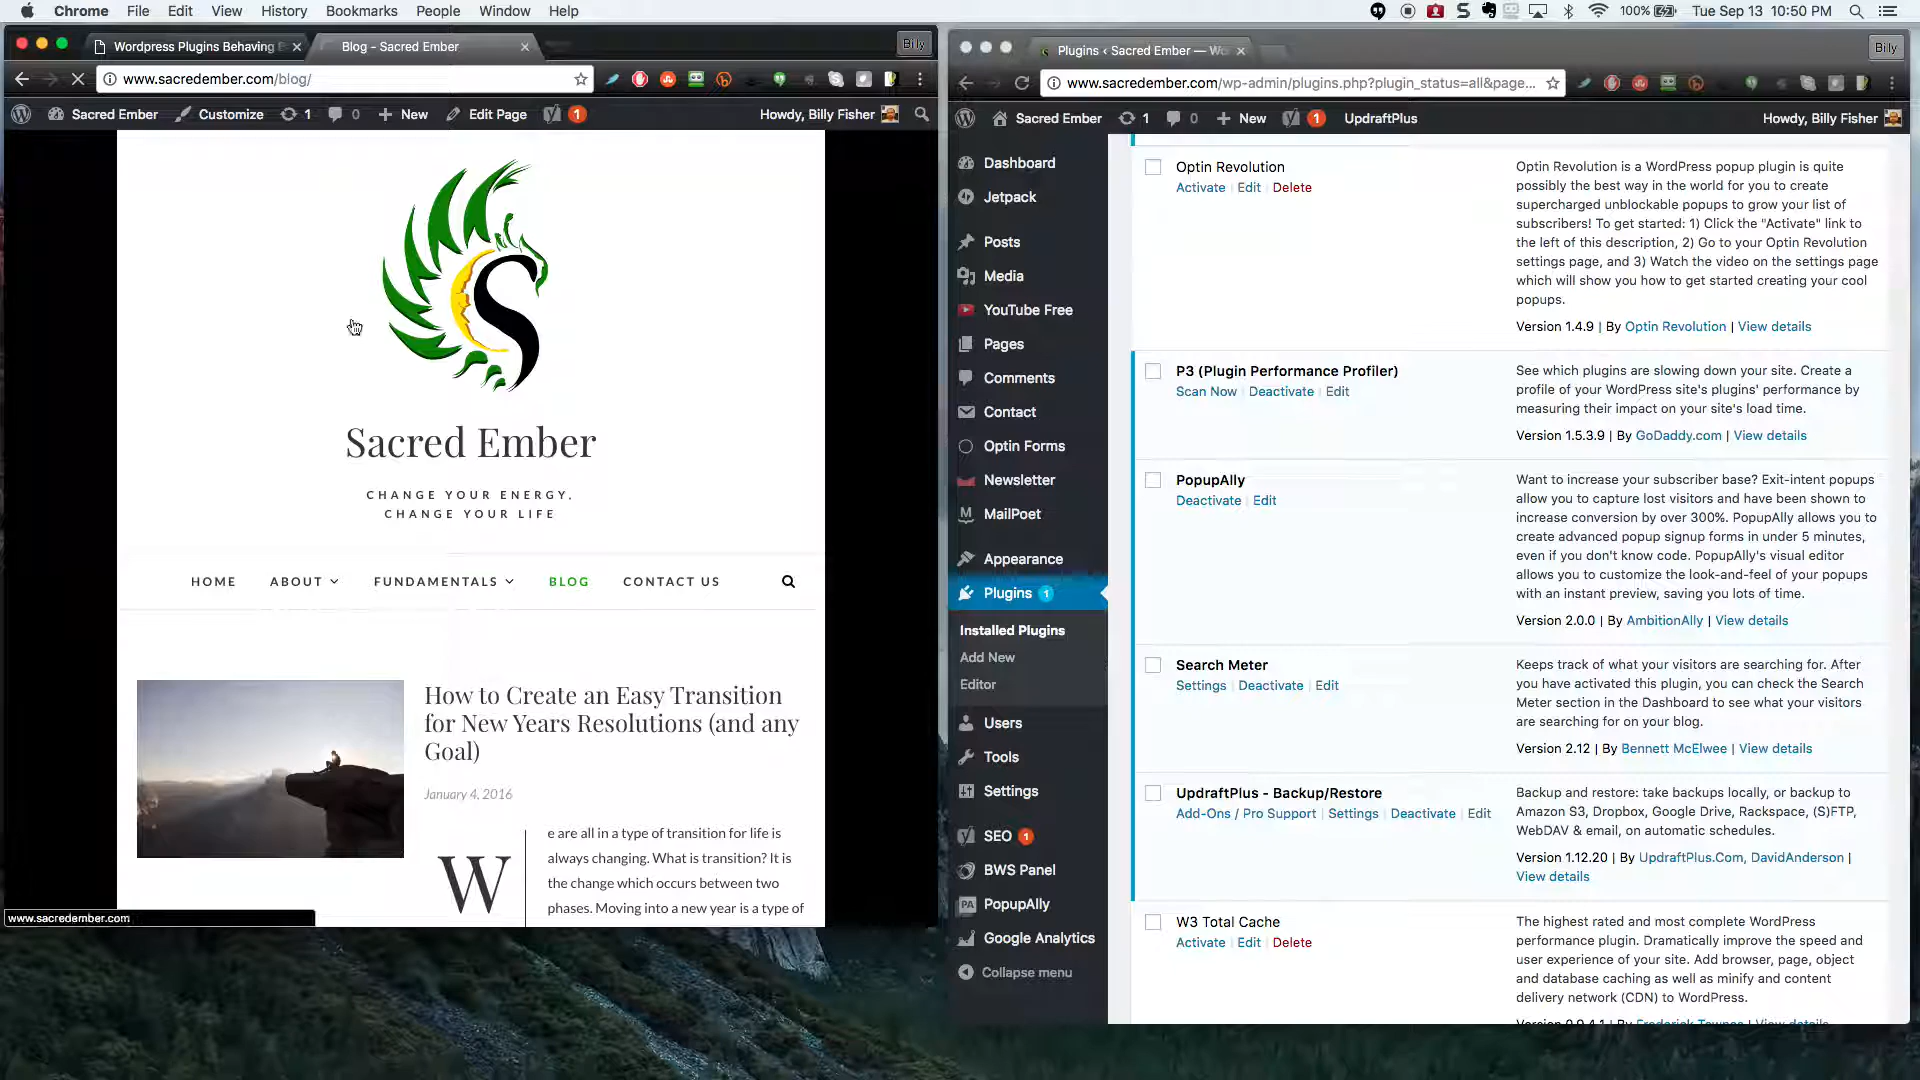 Chrome File Edit View History Bookmarks People Window Help
100% Tue Sep 13 10:50 PM
Wordpress Plugins Behaving
Blog - Sacred Ember
Billy
www.sacredember.com/blog/
Sacred Ember Customize 1 0 New Edit Page 1 Howdy, Billy Fisher
Sacred Ember
CHANGE YOUR ENERGY,
CHANGE YOUR LIFE
HOME ABOUT FUNDAMENTALS BLOG CONTACT US
How to Create an Easy Transition
for New Years Resolutions (and any
Goal)
January 4, 2016
W
e are all in a type of transition for life is
always changing. What is transition? It is
the change which occurs between two
phases. Moving into a new year is a type of
www.sacredember.com
Plugins ‹ Sacred Ember —
Billy
www.sacredember.com/wp-admin/plugins.php?plugin_status=all&page...
Sacred Ember 1 0 New 1 UpdraftPlus Howdy, Billy Fisher
Dashboard
Jetpack
Posts
Media
YouTube Free
Pages
Comments
Contact
Optin Forms
Newsletter
MailPoet
Appearance
Plugins 1
Installed Plugins
Add New
Editor
Users
Tools
Settings
SEO 1
BWS Panel
PopupAlly
Google Analytics
Collapse menu
Optin Revolution
Activate | Edit | Delete
Optin Revolution is a WordPress popup plugin is quite
possibly the best way in the world for you to create
supercharged unblockable popups to grow your list of
subscribers! To get started: 1) Click the "Activate" link to
the left of this description, 2) Go to your Optin Revolution
settings page, and 3) Watch the video on the settings page
which will show you how to get started creating your cool
popups.
Version 1.4.9 | By Optin Revolution | View details
P3 (Plugin Performance Profiler)
Scan Now | Deactivate | Edit
See which plugins are slowing down your site. Create a
profile of your WordPress site's plugins' performance by
measuring their impact on your site's load time.
Version 1.5.3.9 | By GoDaddy.com | View details
PopupAlly
Deactivate | Edit
Want to increase your subscriber base? Exit-intent popups
allow you to capture lost visitors and have been shown to
increase conversion by over 300%. PopupAlly allows you to
create advanced popup signup forms in under 5 minutes,
even if you don't know code. PopupAlly's visual editor
allows you to customize the look-and-feel of your popups
with an instant preview, saving you lots of time.
Version 2.0.0 | By AmbitionAlly | View details
Search Meter
Settings | Deactivate | Edit
Keeps track of what your visitors are searching for. After
you have activated this plugin, you can check the Search
Meter section in the Dashboard to see what your visitors
are searching for on your blog.
Version 2.12 | By Bennett McElwee | View details
UpdraftPlus - Backup/Restore
Add-Ons / Pro Support | Settings | Deactivate | Edit
Backup and restore: take backups locally, or backup to
Amazon S3, Dropbox, Google Drive, Rackspace, (S)FTP,
WebDAV & email, on automatic schedules.
Version 1.12.20 | By UpdraftPlus.Com, DavidAnderson |
View details
W3 Total Cache
Activate | Edit | Delete
The highest rated and most complete WordPress
performance plugin. Dramatically improve the speed and
user experience of your site. Add browser, page, object
and database caching as well as minify and content
delivery network (CDN) to WordPress.
Version 0.9.4.1 | By Frederick Townes | View details